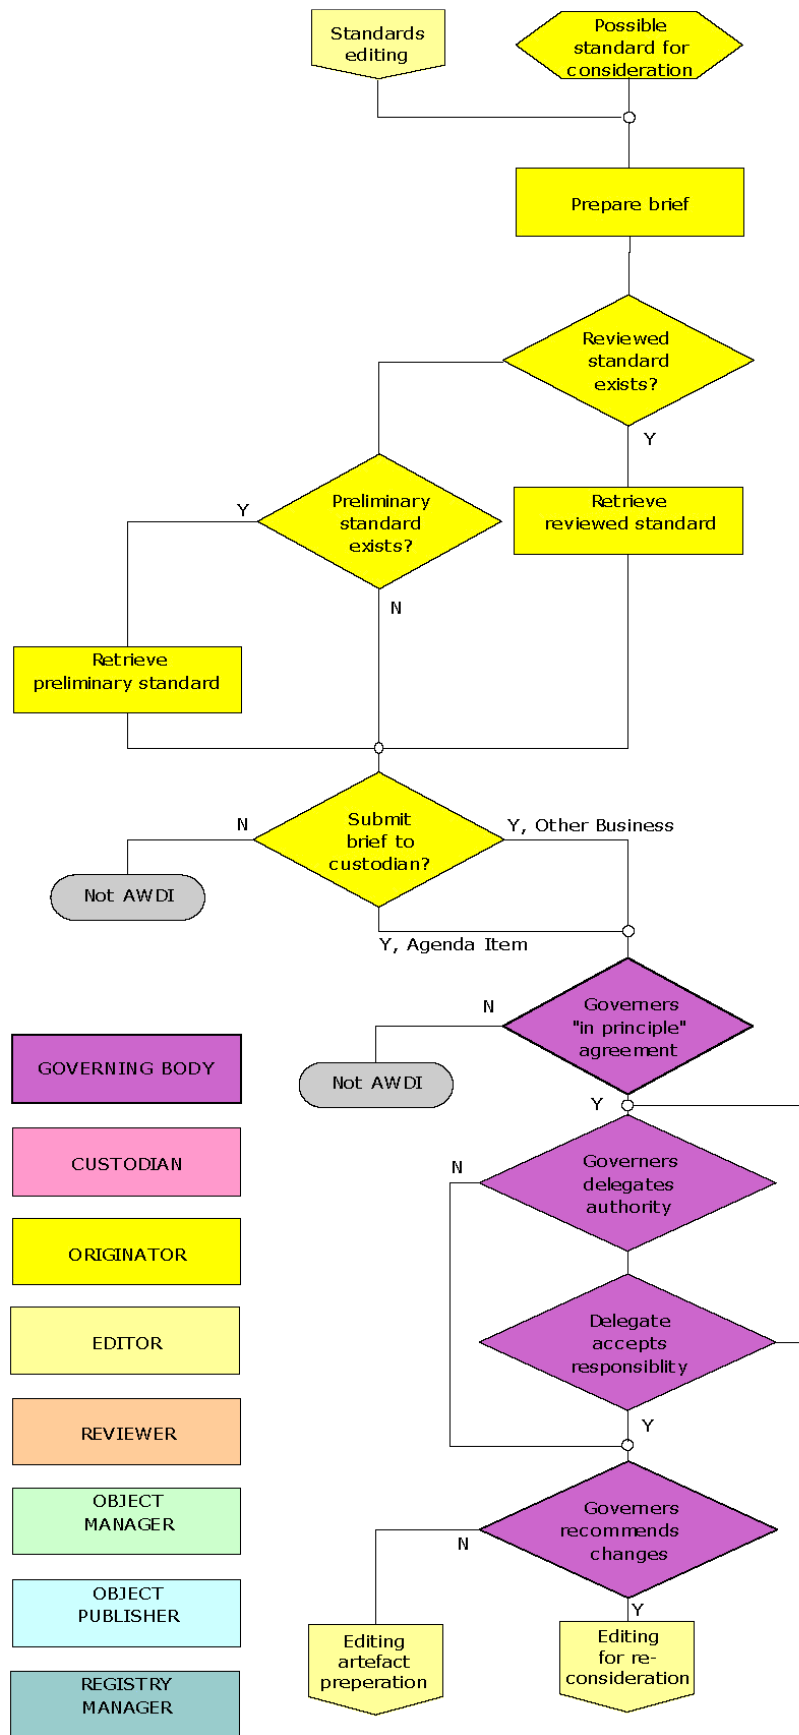 Standards
editing
Possible
standard for
consideration
Prepare brief
Reviewed
standard
exists?
Y
Y
Preliminary
standard
exists?
Retrieve
reviewed standard
N
Retrieve
preliminary standard
N
Submit
brief to
custodian?
Y, Other Business
Not AWDI
Y, Agenda Item
N
Governers
"in principle"
agreement
GOVERNING BODY
Not AWDI
Y
CUSTODIAN
N
Governers
delegates
authority
ORIGINATOR
EDITOR
Delegate
accepts
responsiblity
REVIEWER
Y
OBJECT
MANAGER
N
Governers
recommends
changes
OBJECT
PUBLISHER
Y
Editing
artefact
preperation
Editing
for re-
consideration
REGISTRY
MANAGER